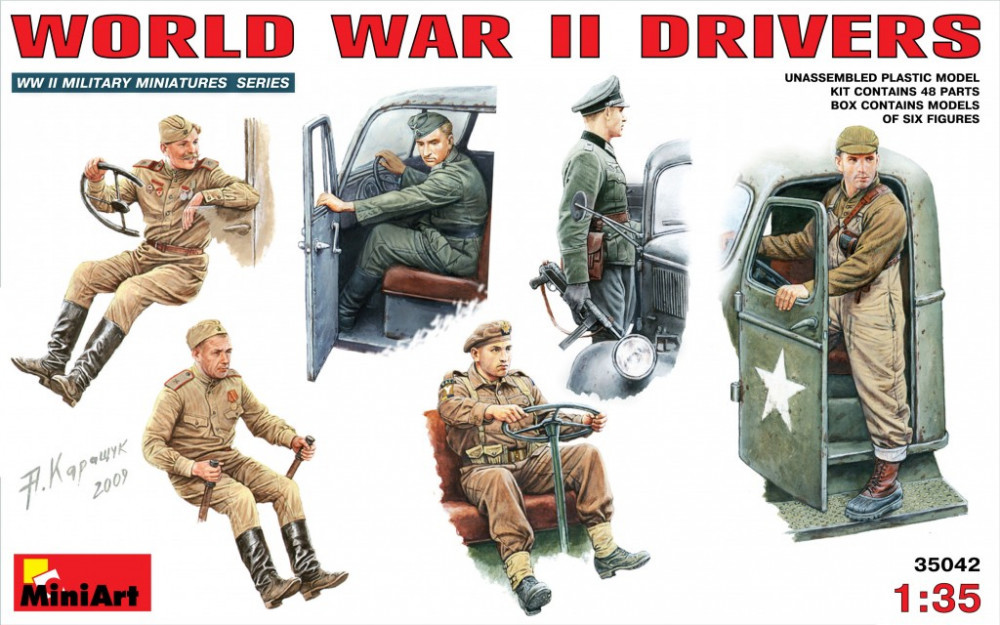 WORLD WAR II DRIVERS
WW II MILITARY MINIATURES SERIES
UNASSEMBLED PLASTIC MODEL
KIT CONTAINS 48 PARTS
BOX CONTAINS MODELS
OF SIX FIGURES
А. Каращук
2009
MiniArt
35042
1:35